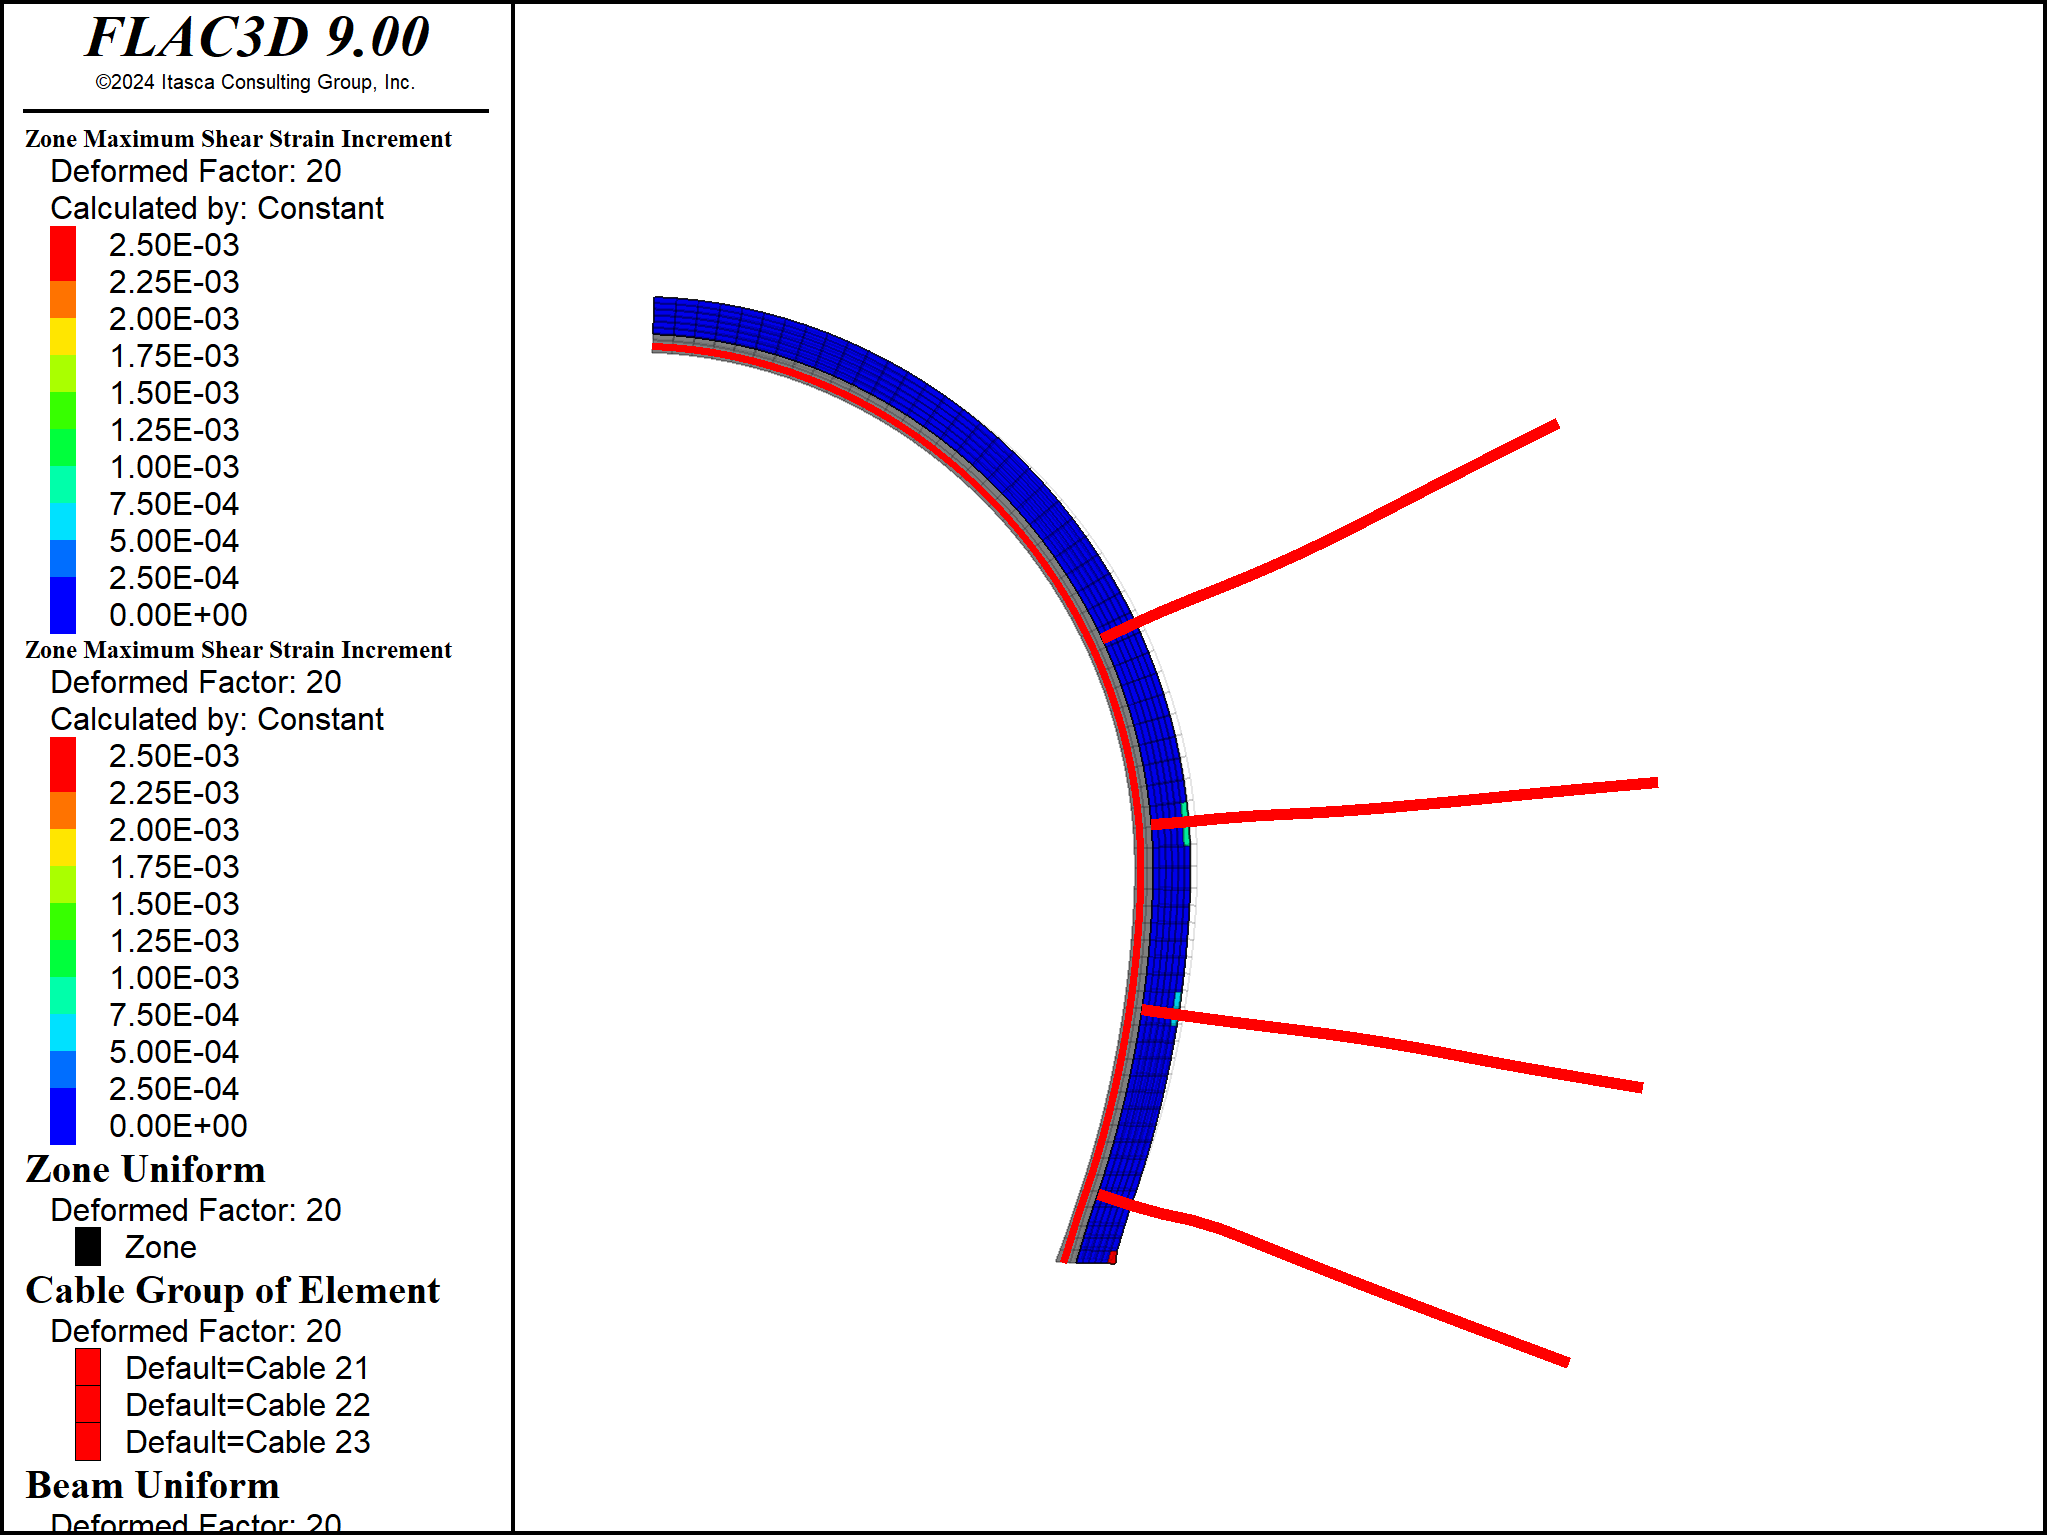 FLAC3D 9.00
©2024 Itasca Consulting Group, Inc.
Zone Maximum Shear Strain Increment
Deformed Factor: 20
Calculated by: Constant
2.50E-03
2.25E-03
2.00E-03
1.75E-03
1.50E-03
1.25E-03
1.00E-03
7.50E-04
5.00E-04
2.50E-04
0.00E+00
Zone Maximum Shear Strain Increment
Deformed Factor: 20
Calculated by: Constant
2.50E-03
2.25E-03
2.00E-03
1.75E-03
1.50E-03
1.25E-03
1.00E-03
7.50E-04
5.00E-04
2.50E-04
0.00E+00
Zone Uniform
Deformed Factor: 20
Zone
Cable Group of Element
Deformed Factor: 20
Default=Cable 21
Default=Cable 22
Default=Cable 23
Beam Uniform
Deformed Factor: 20